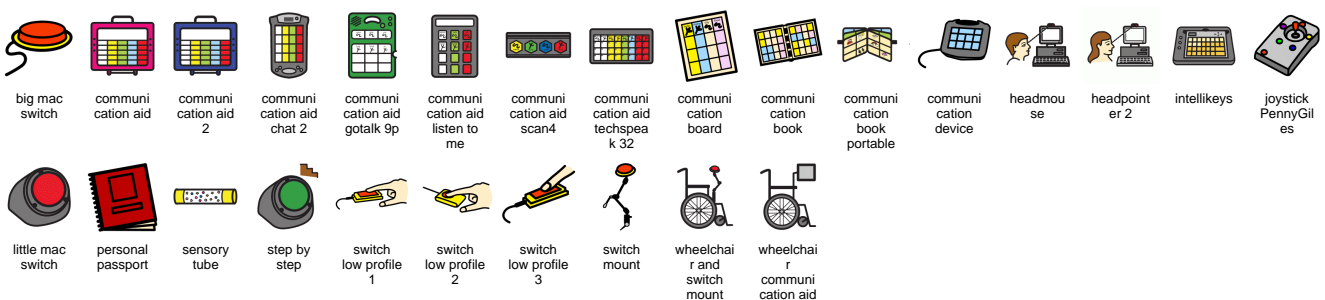 big mac
switch
communi
cation aid
communi
cation aid
2
communi
cation aid
chat 2
communi
cation aid
gotalk 9p
communi
cation aid
listen to
me
communi
cation aid
scan4
communi
cation aid
techspea
k 32
communi
cation
board
communi
cation
book
communi
cation
book
portable
communi
cation
device
headmou
se
headpoint
er 2
intellikeys
joystick
PennyGil
es
little mac
switch
personal
passport
sensory
tube
step by
step
switch
low profile
1
switch
low profile
2
switch
low profile
3
switch
mount
wheelchai
r and
switch
mount
wheelchai
r
communi
cation aid